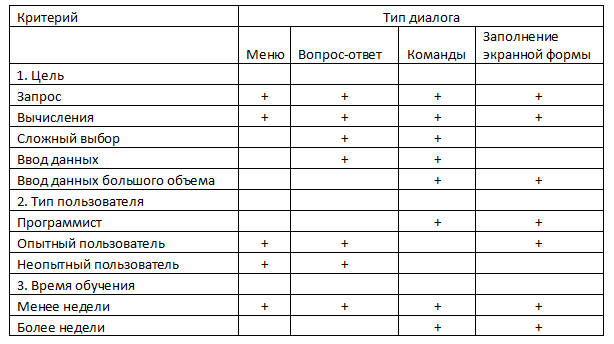 Критерий Тип диалога
Меню Вопрос-ответ Команды Заполнение
экранной формы
1. Цель
Запрос + + + +
Вычисления + + + +
Сложный выбор + +
Ввод данных + +
Ввод данных большого объема + +
2. Тип пользователя
Программист + +
Опытный пользователь + + +
Неопытный пользователь + +
3. Время обучения
Менее недели + + + +
Более недели + +